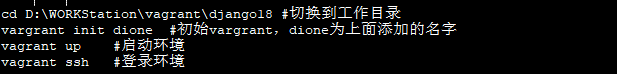 cd D:\WORKStation\vagrant\django18 #切换到工作目录
vargrant init dione  #初始vargrant，dione为上面添加的名字
vagrant up    #启动环境
vagrant ssh   #登录环境